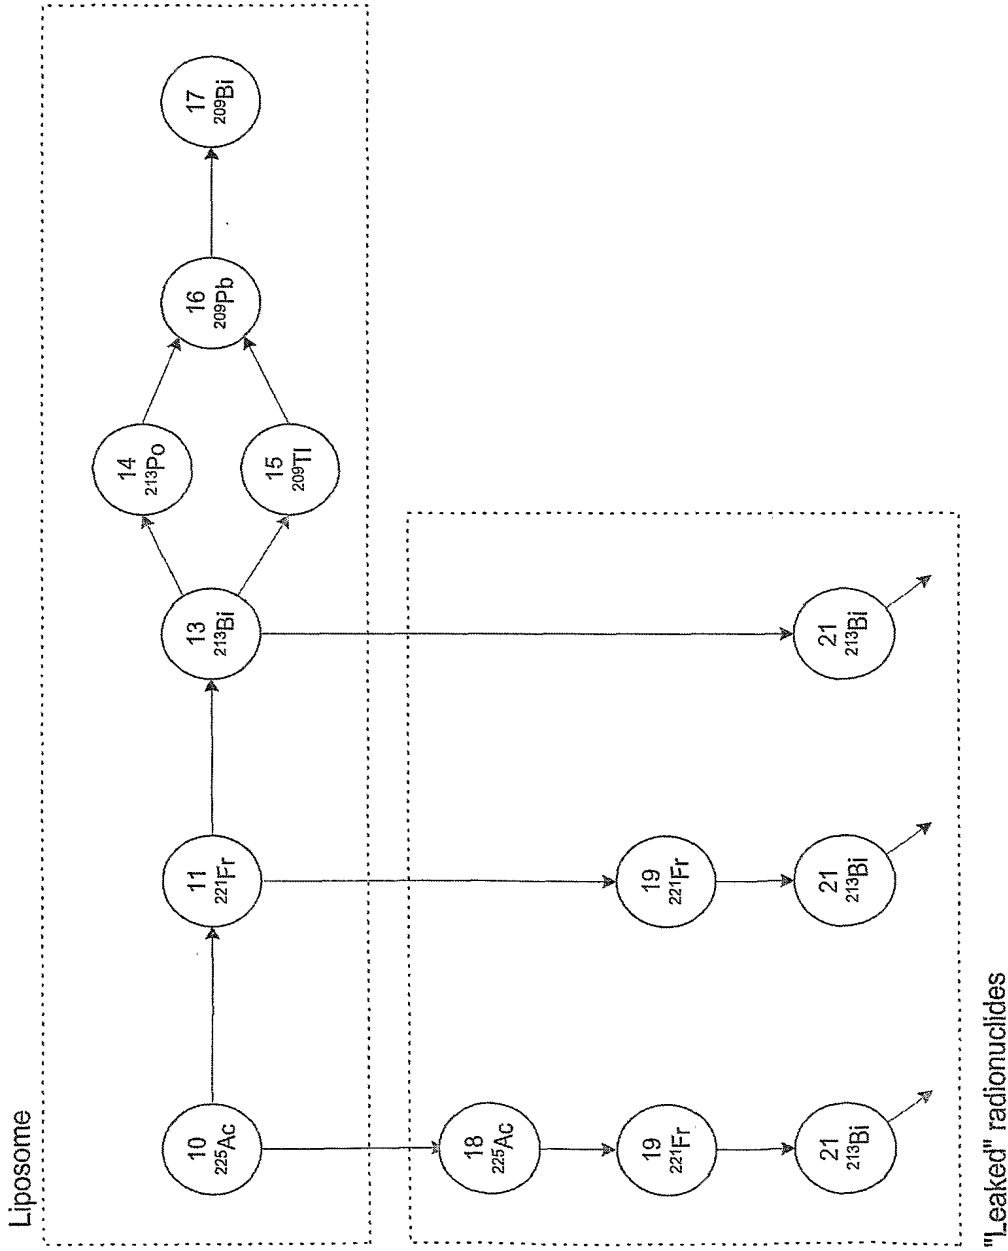 Liposome
10
225Ac
11
221Fr
13
213Bi
14
213Po
15
209Tl
16
209Pb
17
209Bi
18
225Ac
19
221Fr
21
213Bi
19
221Fr
21
213Bi
21
213Bi
"Leaked" radionuclides